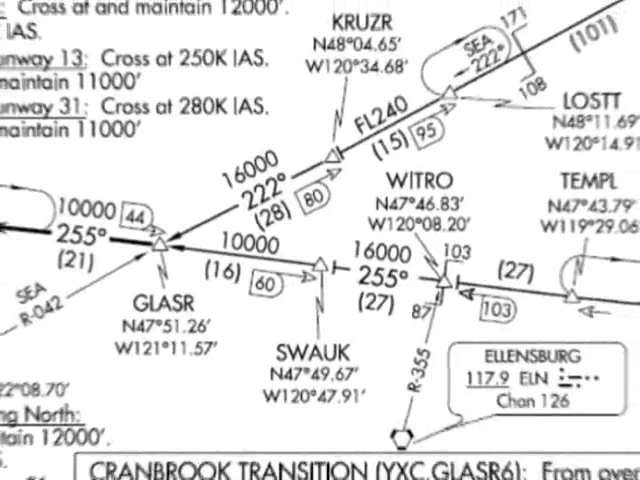 : Cross at and maintain 12000'.
IAS.
unway 13: Cross at 250K IAS.
maintain 11000'
unway 31: Cross at 280K IAS.
maintain 11000'
KRUZR
N48°04.65'
W120°34.68'
SEA
222°
171
(101)
108
LOSTT
N48°11.69'
W120°14.91
FL240
(15)
95
16000
222°
(28)
80
WITRO
N47°46.83'
W120°08.20'
TEMPL
N47°43.79'
W119°29.06'
10000
44
255°
(21)
10000
(16)
60
16000
255°
(27)
103
87
(27)
103
SEA
R-042
GLASR
N47°51.26'
W121°11.57'
SWAUK
N47°49.67'
W120°47.91'
R-355
ELLENSBURG
117.9 ELN
Chan 126
22°08.70'
ng North:
tain 12000'.
CRANBROOK TRANSITION (YXC.GLASR6): From over